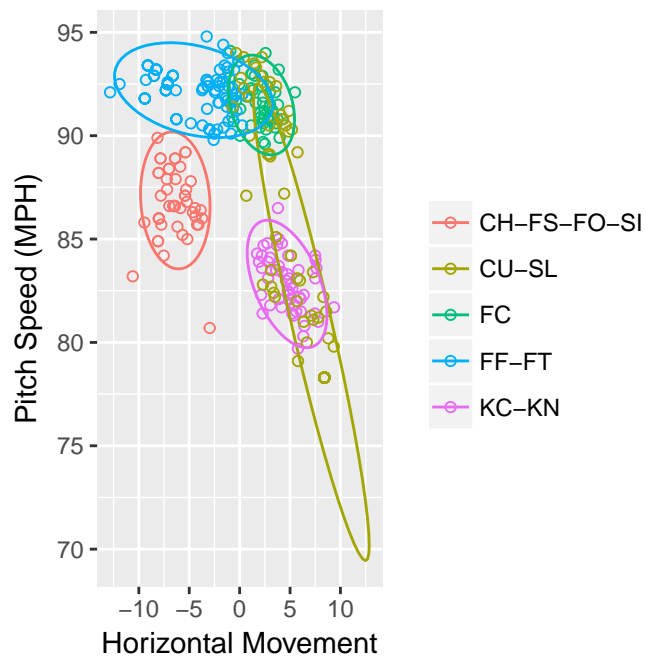 95
90
85
80
75
70
Pitch Speed (MPH)
−10 −5 0 5 10
Horizontal Movement
CH−FS−FO−SI
CU−SL
FC
FF−FT
KC−KN